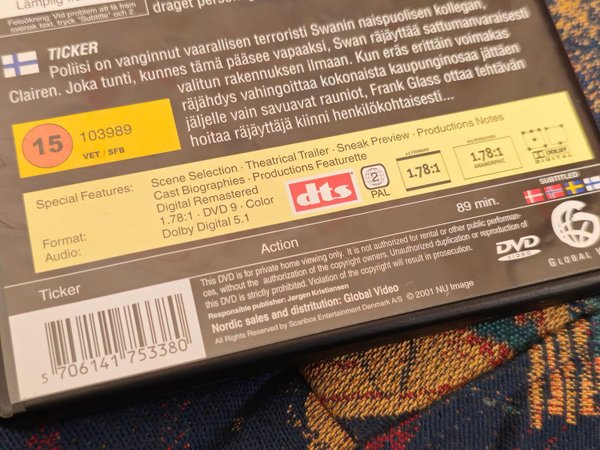 Felsökning: Vid problem att få fram
svensk text, tryck "Subtitle" och 2.
TICKER
Poliisi on vanginnut vaarallisen terroristi Swanin naispuolisen kollegan,
Clairen. Joka tunti, kunnes tämä pääsee vapaaksi, Swan räjäyttää sattumanvaraisesti
valitun rakennuksen ilmaan. Kun eräs erittäin voimakas
räjähdys vahingoittaa kokonaista kaupunginosaa jättäen
jäljelle vain savuavat rauniot, Frank Glass ottaa tehtävän
hoitaa räjäyttäjä kiinni henkilökohtaisesti...
15
103989
VET / SFB
Special Features:
Scene Selection · Theatrical Trailer · Sneak Preview · Productions Notes
Cast Biographies · Productions Featurette
Digital Remastered
Format:
1.78:1 · DVD 9 · Color
Audio:
Dolby Digital 5.1
dts
2
PAL
STANDARD
1.78:1
1.78:1
ANAMORPHIC
DOLBY
DIGITAL
SUBTITLED
Action
89 min.
Ticker
This DVD is for private home viewing only. It is not authorized for rental or other public performan-
ces, without the authorization of the copyright owners. Unauthorized duplication or reproduction of
this DVD is strictly prohibited. Violation of the copyright will result in prosecution.
Responsible publisher: Jørgen Kristiansen
Nordic sales and distribution: Global Video
All Rights Reserved by Scanbox Entertainment Denmark A/S © 2001 NU Image
DVD
VIDEO
GLOBAL
5 706141 753380